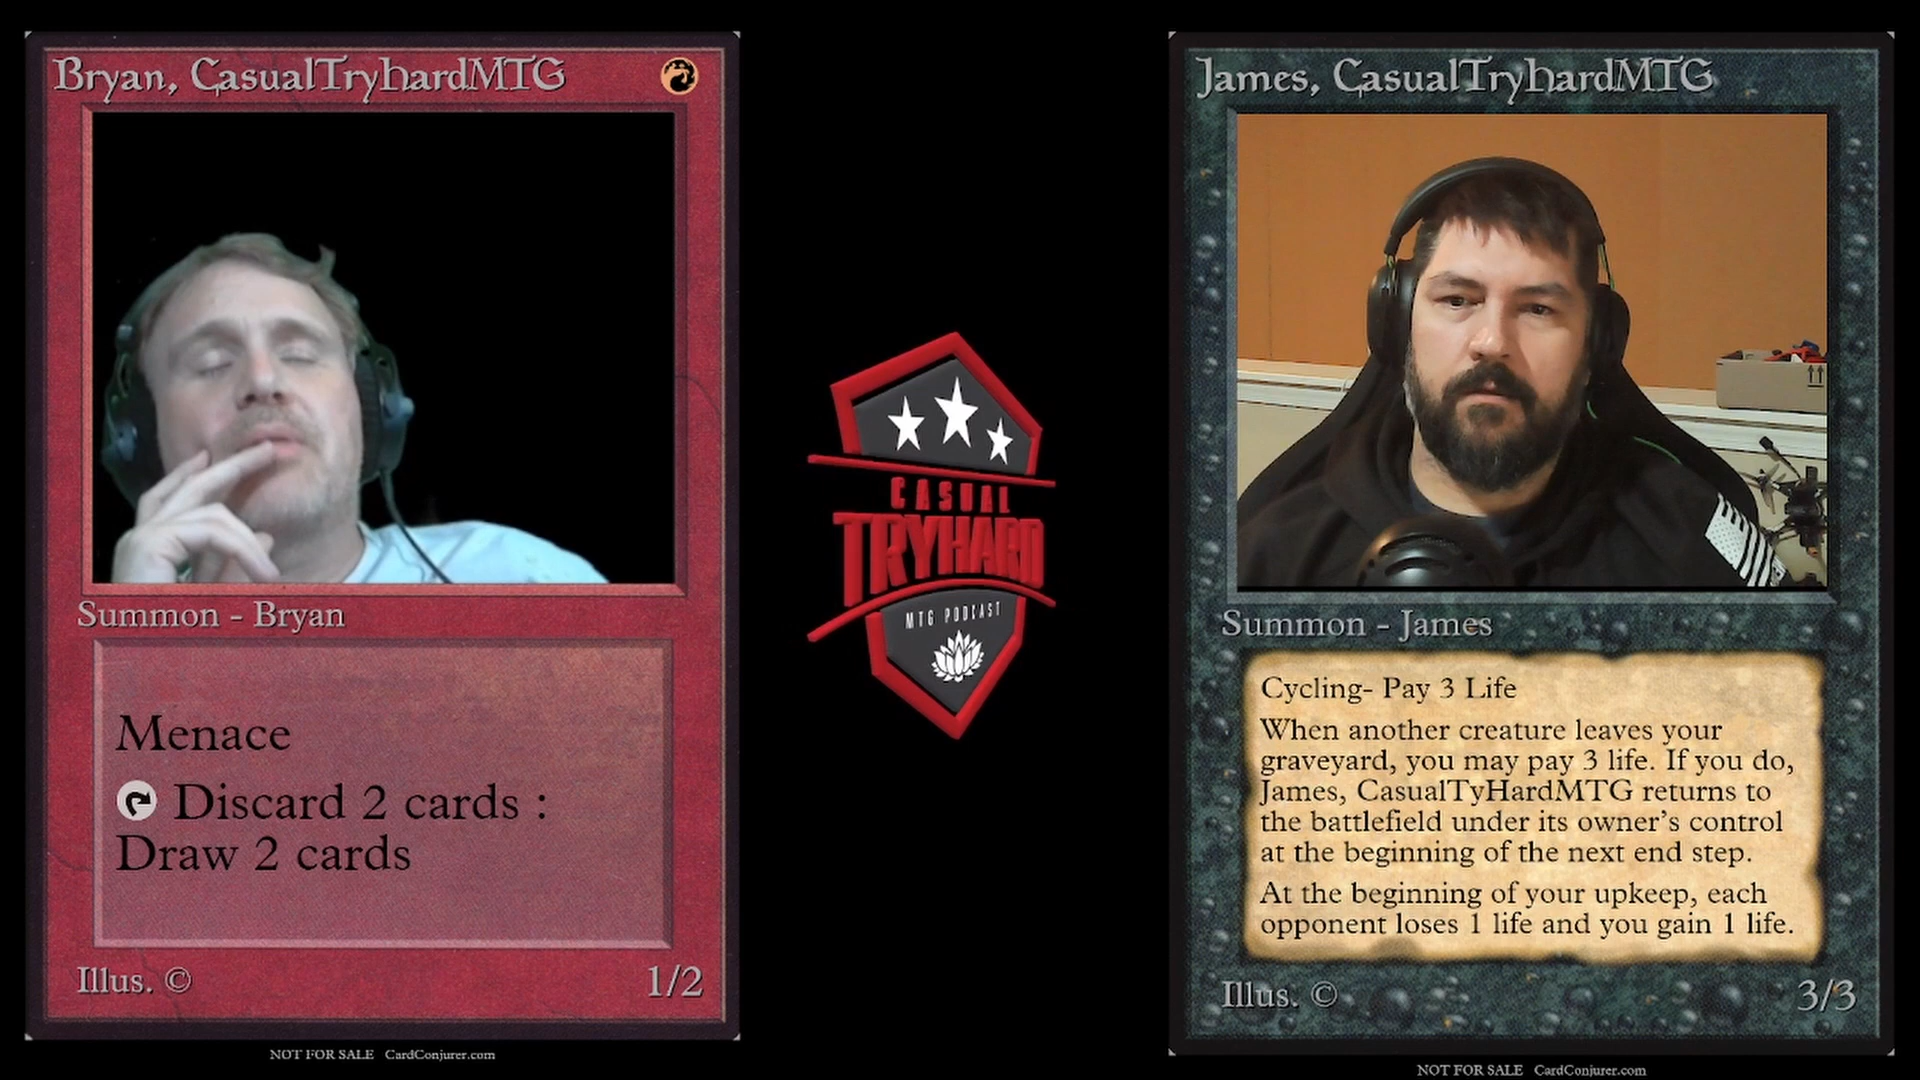 Bryan, CasualTryhardMTG
Summon - Bryan
Menace
Discard 2 cards :
Draw 2 cards
Illus. ©
1/2
NOT FOR SALE CardConjurer.com
CASUAL
TRYHARD
MTG PODCAST
James, CasualTryhardMTG
Summon - James
Cycling- Pay 3 Life
When another creature leaves your
graveyard, you may pay 3 life. If you do,
James, CasualTyHardMTG returns to
the battlefield under its owner's control
at the beginning of the next end step.
At the beginning of your upkeep, each
opponent loses 1 life and you gain 1 life.
Illus. ©
3/3
NOT FOR SALE CardConjurer.com